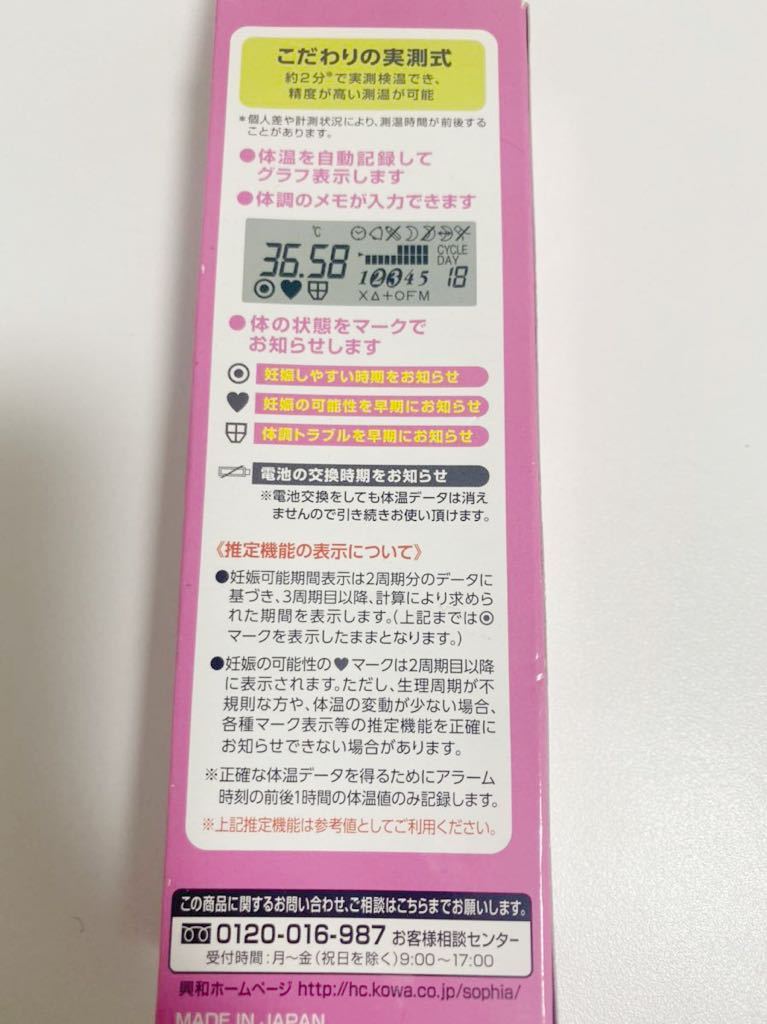 こだわりの実測式
約2分*で実測検温でき、
精度が高い測温が可能
*個人差や計測状況により、測温時間が前後する
ことがあります。
●体温を自動記録して
グラフ表示します
●体調のメモが入力できます
℃
36.58
CYCLE
DAY
12345 18
X△+OFM
●体の状態をマークで
お知らせします
妊娠しやすい時期をお知らせ
妊娠の可能性を早期にお知らせ
体調トラブルを早期にお知らせ
電池の交換時期をお知らせ
※電池交換をしても体温データは消え
ませんので引き続きお使い頂けます。
《推定機能の表示について》
●妊娠可能期間表示は2周期分のデータに
基づき、3周期目以降、計算により求めら
れた期間を表示します。(上記までは◉
マークを表示したままとなります。)
●妊娠の可能性の♥マークは2周期目以降
に表示されます。ただし、生理周期が不
規則な方や、体温の変動が少ない場合、
各種マーク表示等の推定機能を正確に
お知らせできない場合があります。
※正確な体温データを得るためにアラーム
時刻の前後1時間の体温値のみ記録します。
※上記推定機能は参考値としてご利用ください。
この商品に関するお問い合わせ、ご相談はこちらまでお願いします。
0120-016-987 お客様相談センター
受付時間:月〜金(祝日を除く)9:00〜17:00
興和ホームページ http://hc.kowa.co.jp/sophia/
MADE IN JAPAN